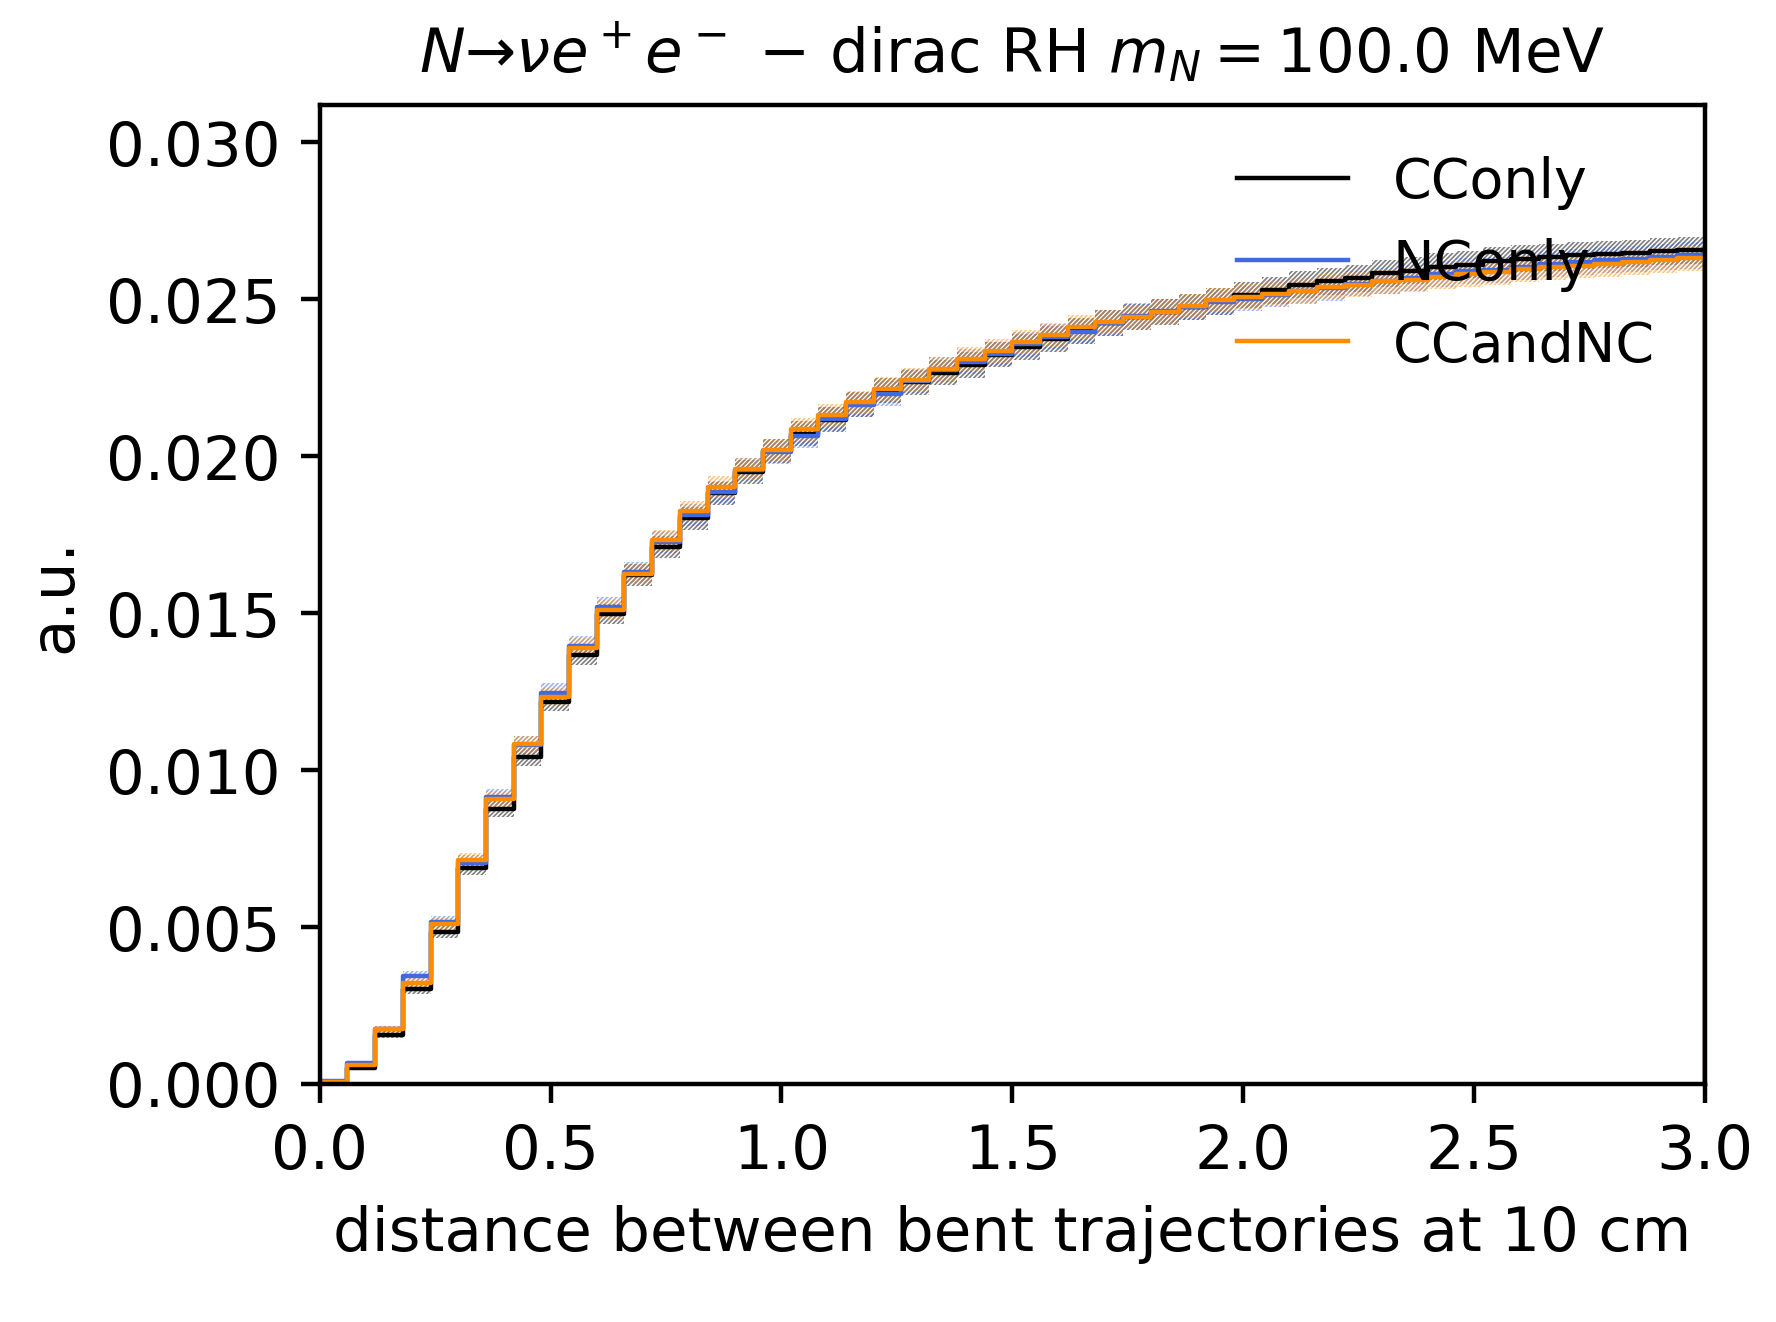 N→νe⁺e⁻ − dirac RH m_N = 100.0 MeV
0.030
0.025
0.020
0.015
0.010
0.005
0.000
a.u.
CConly
NConly
CCandNC
0.0 0.5 1.0 1.5 2.0 2.5 3.0
distance between bent trajectories at 10 cm